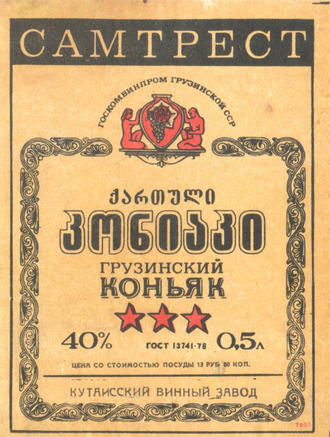 САМТРЕСТ
ГОСКОМВИНПРОМ ГРУЗИНСКОЙ ССР
ქართული
კონიაკი
ГРУЗИНСКИЙ
КОНЬЯК
40% ГОСТ 13741-78 0,5л
ЦЕНА СО СТОИМОСТЬЮ ПОСУДЫ 13 РУБ 80 КОП.
КУТАИССКИЙ ВИННЫЙ ЗАВОД